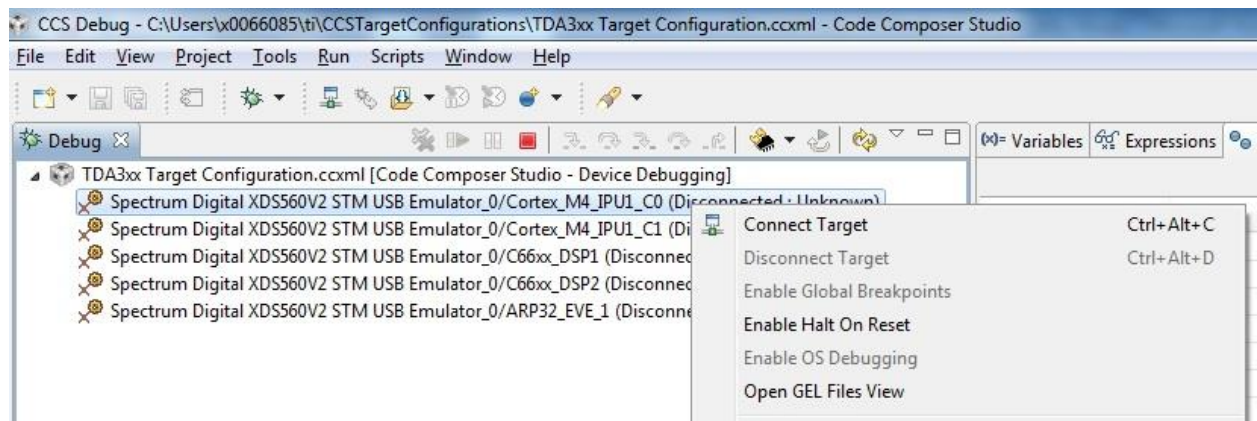 CCS Debug - C:\Users\x0066085\ti\CCSTargetConfigurations\TDA3xx Target Configuration.ccxml - Code Composer Studio
File Edit View Project Tools Run Scripts Window Help
Debug
(x)= Variables Expressions
TDA3xx Target Configuration.ccxml [Code Composer Studio - Device Debugging]
Spectrum Digital XDS560V2 STM USB Emulator_0/Cortex_M4_IPU1_C0 (Disconnected : Unknown)
Spectrum Digital XDS560V2 STM USB Emulator_0/Cortex_M4_IPU1_C1 (Di
Spectrum Digital XDS560V2 STM USB Emulator_0/C66xx_DSP1 (Disconnec
Spectrum Digital XDS560V2 STM USB Emulator_0/C66xx_DSP2 (Disconnec
Spectrum Digital XDS560V2 STM USB Emulator_0/ARP32_EVE_1 (Disconne
Connect Target Ctrl+Alt+C
Disconnect Target Ctrl+Alt+D
Enable Global Breakpoints
Enable Halt On Reset
Enable OS Debugging
Open GEL Files View